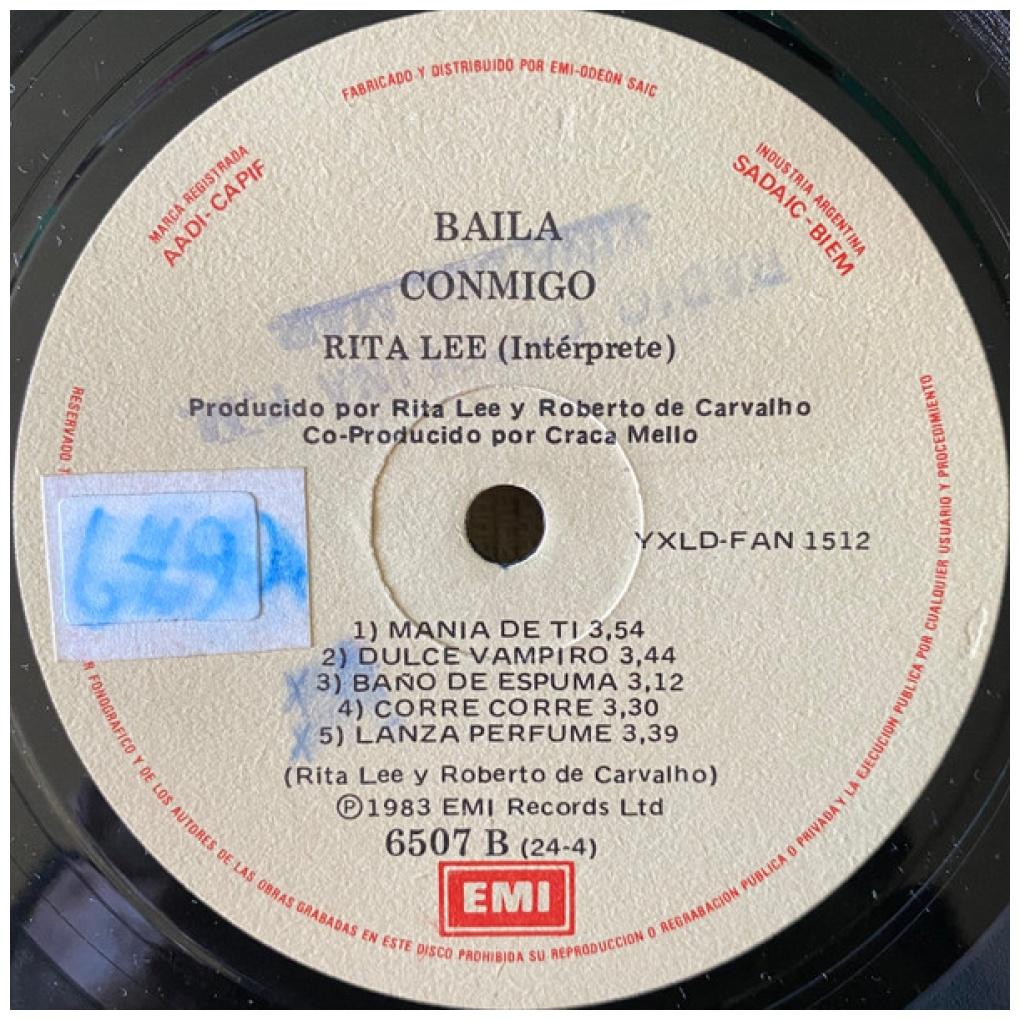 FABRICADO Y DISTRIBUIDO POR EMI-ODEON SAIC
MARCA REGISTRADA
AADI-CAPIF
INDUSTRIA ARGENTINA
SADAIC-BIEM
BAILA
CONMIGO
RITA LEE (Intérprete)
Producido por Rita Lee y Roberto de Carvalho
Co-Producido por Craca Mello
YXLD-FAN 1512
1) MANIA DE TI 3,54
2) DULCE VAMPIRO 3,44
X 3) BAÑO DE ESPUMA 3,12
4) CORRE CORRE 3,30
X 5) LANZA PERFUME 3,39
(Rita Lee y Roberto de Carvalho)
Ⓟ1983 EMI Records Ltd
6507 B (24-4)
EMI
RESERVADO
FONOGRAFICO Y DE LOS AUTORES DE LAS OBRAS GRABADAS EN ESTE DISCO PROHIBIDA SU REPRODUCCION O REGRABACION PUBLICA O PRIVADA Y LA EJECUCION PUBLICA POR CUALQUIER USUARIO Y PROCEDIMIENTO